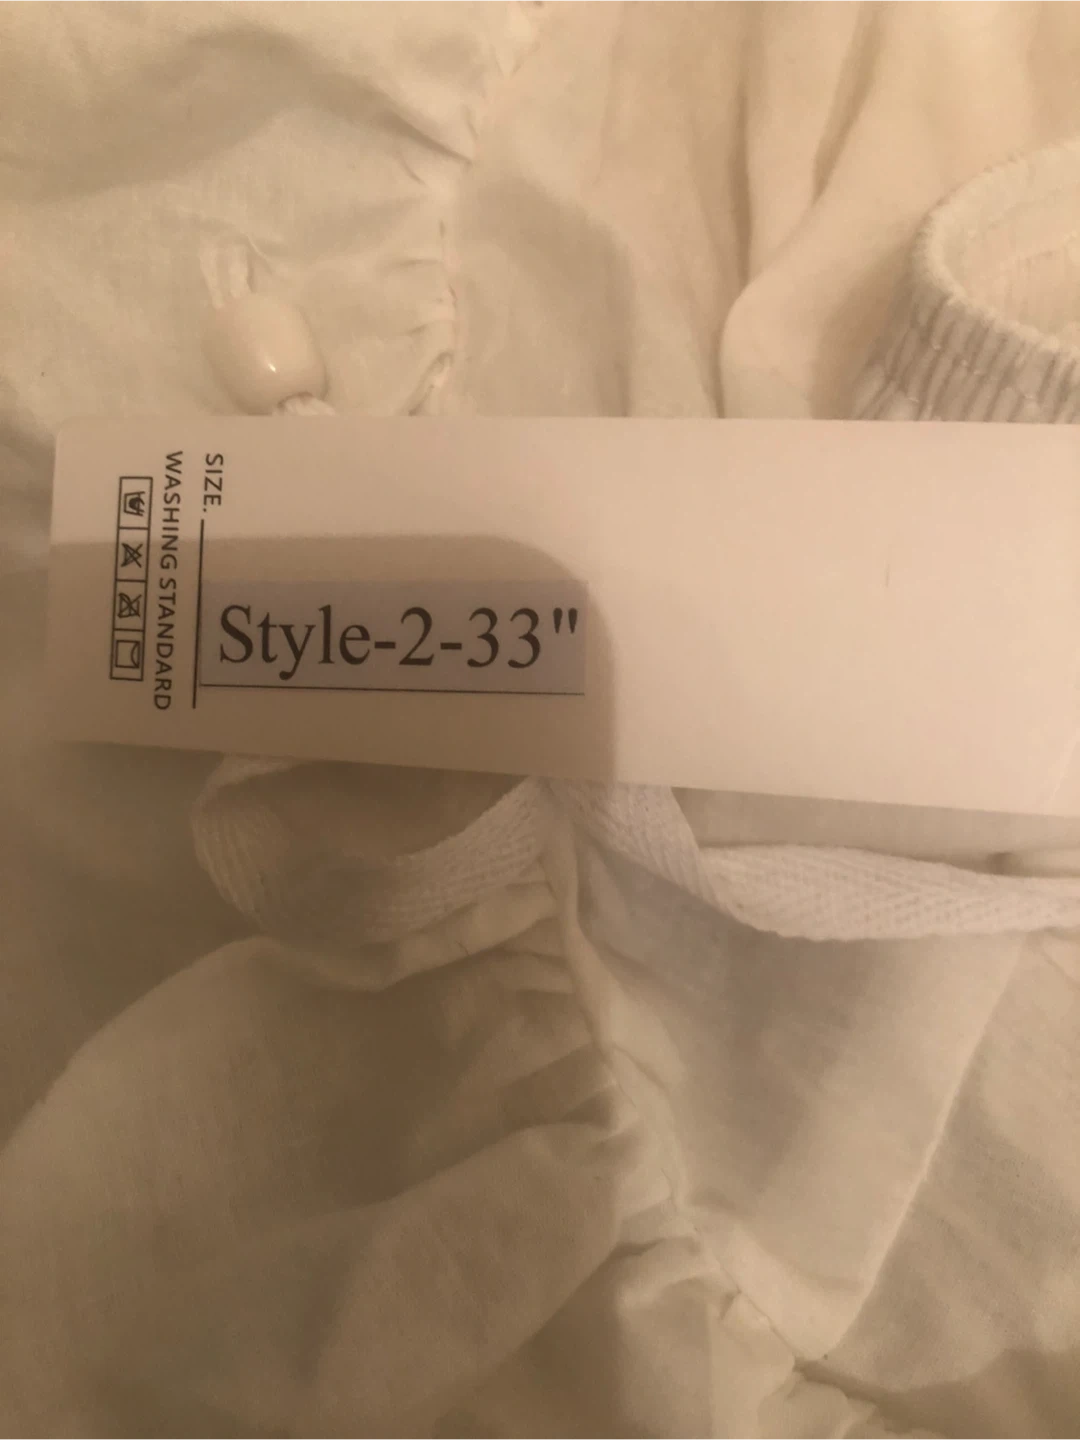 SIZE.
Style-2-33"
WASHING STANDARD